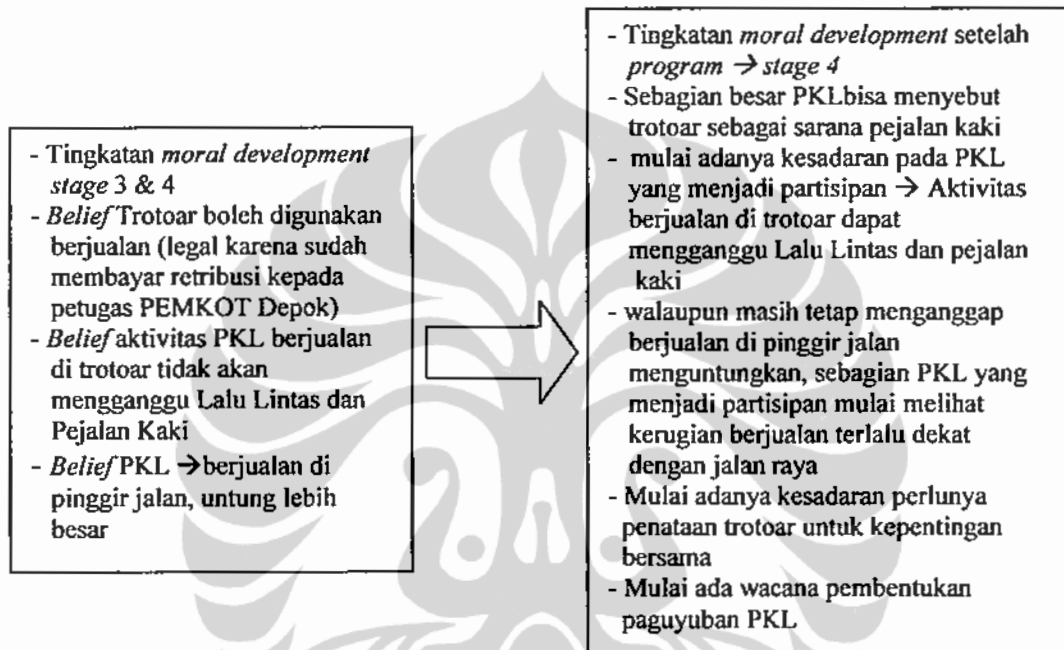 - Tingkatan moral development
stage 3 & 4
- Belief Trotoar boleh digunakan
berjualan (legal karena sudah
membayar retribusi kepada
petugas PEMKOT Depok)
- Belief aktivitas PKL berjualan
di trotoar tidak akan
mengganggu Lalu Lintas dan
Pejalan Kaki
- Belief PKL → berjualan di
pinggir jalan, untung lebih
besar
- Tingkatan moral development setelah
program → stage 4
- Sebagian besar PKLbisa menyebut
trotoar sebagai sarana pejalan kaki
- mulai adanya kesadaran pada PKL
yang menjadi partisipan → Aktivitas
berjualan di trotoar dapat
mengganggu Lalu Lintas dan pejalan
kaki
- walaupun masih tetap menganggap
berjualan di pinggir jalan
menguntungkan, sebagian PKL yang
menjadi partisipan mulai melihat
kerugian berjualan terlalu dekat
dengan jalan raya
- Mulai adanya kesadaran perlunya
penataan trotoar untuk kepentingan
bersama
- Mulai ada wacana pembentukan
paguyuban PKL